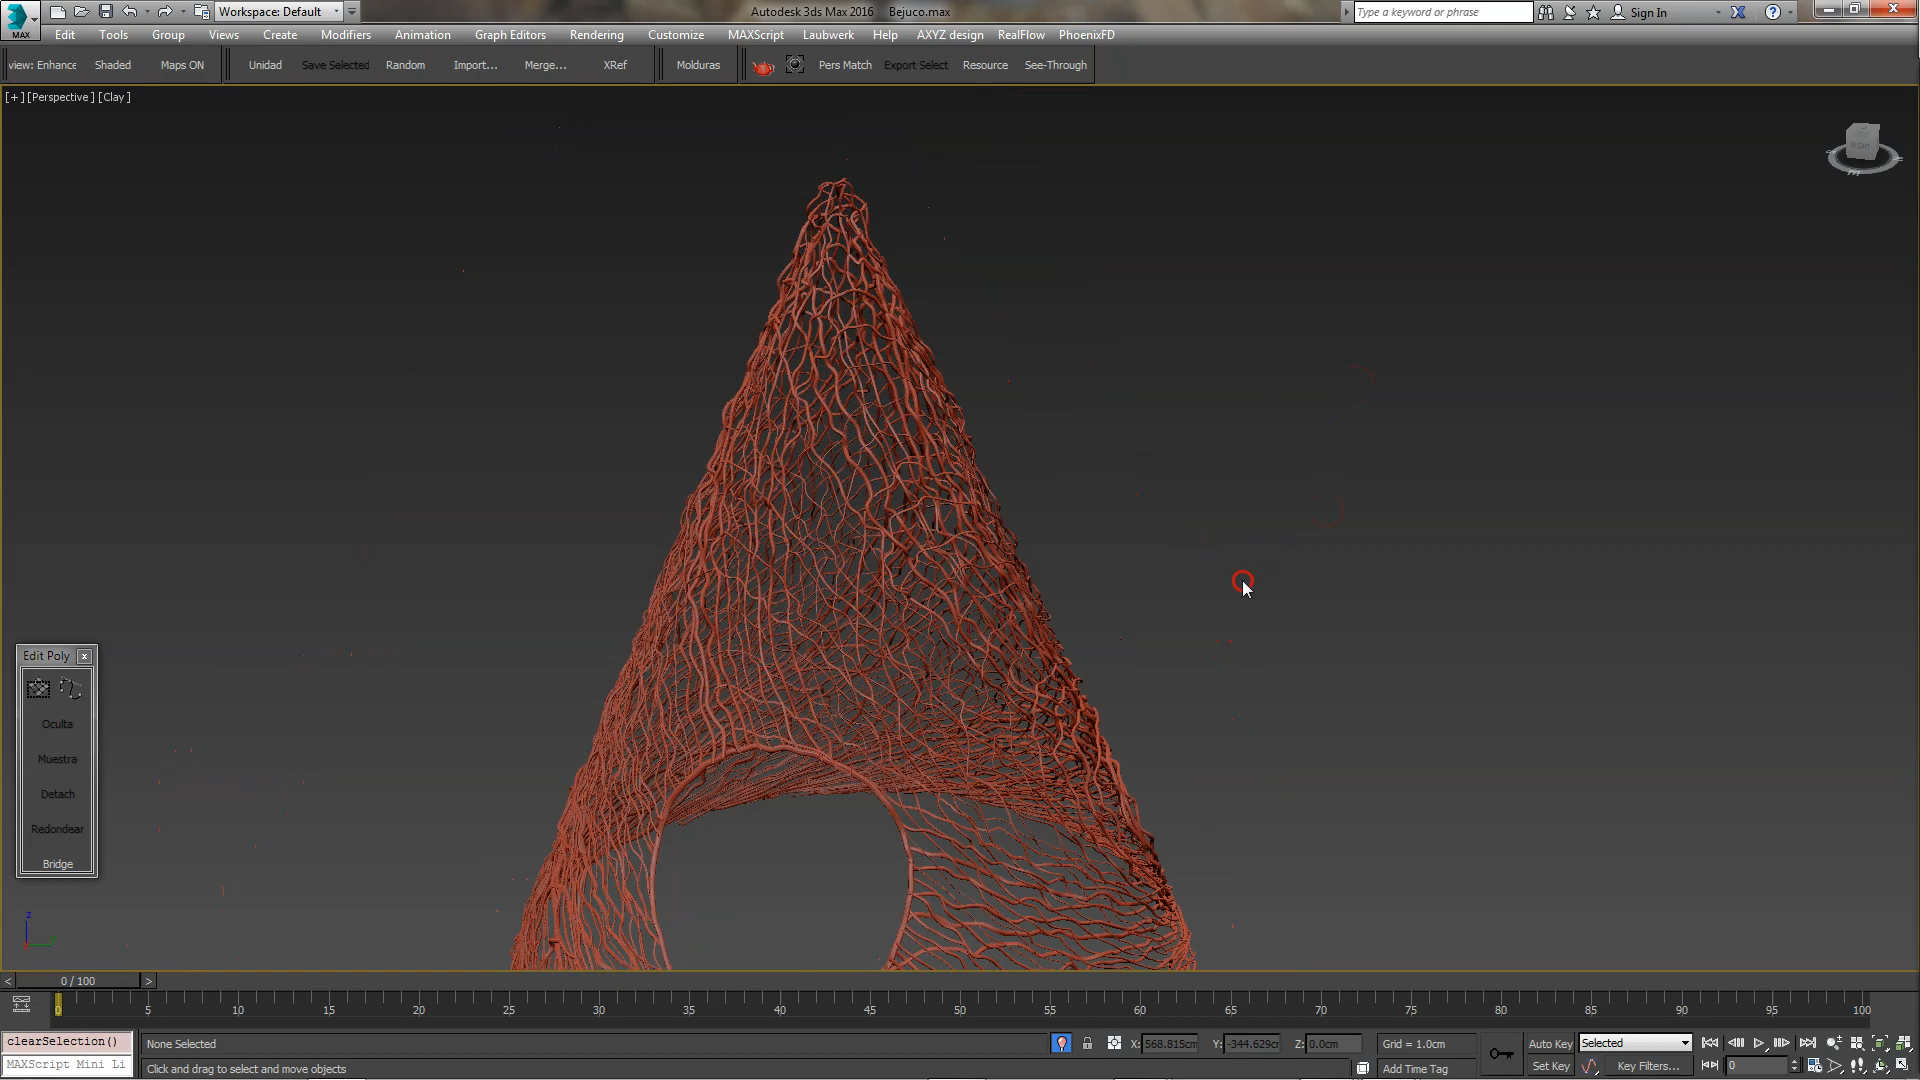 Workspace: Default
Autodesk 3ds Max 2016 Bejuco.max
Type a keyword or phrase
Sign In
MAX
Edit Tools Group Views Create Modifiers Animation Graph Editors Rendering Customize MAXScript Laubwerk Help AXYZ design RealFlow PhoenixFD
view: Enhance Shaded Maps ON Unidad Save Selected Random Import... Merge... XRef Molduras Pers Match Export Select Resource See-Through
[+][Perspective][Clay]
RIGHT
Edit Poly x
Oculta
Muestra
Detach
Redondear
Bridge
z
< 0 / 100 >
0 5 10 15 20 25 30 35 40 45 50 55 60 65 70 75 80 85 90 95 100
clearSelection() None Selected X: 568.815cm Y: -344.629cm Z: 0.0cm Grid = 1.0cm Auto Key Selected
MAXScript Mini Li Click and drag to select and move objects Add Time Tag Set Key Key Filters... 0